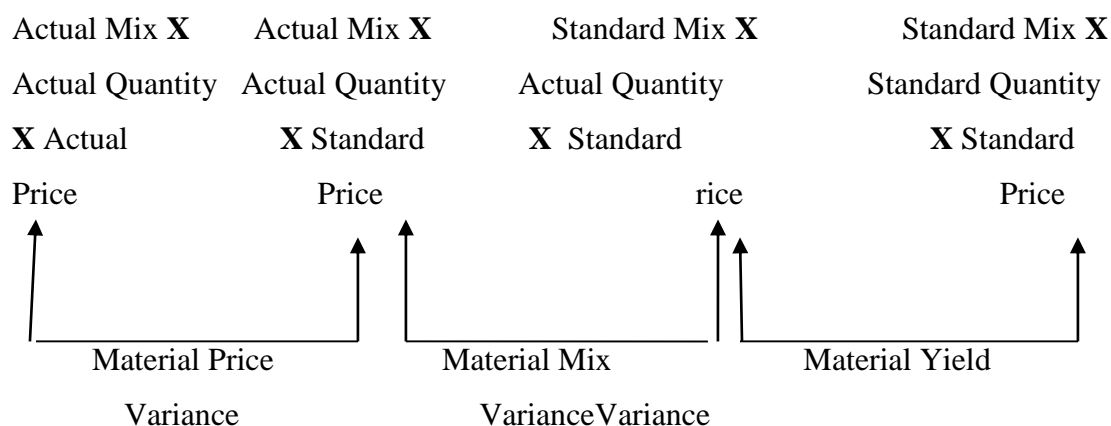 Actual Mix X Actual Mix X Standard Mix X Standard Mix X
Actual Quantity Actual Quantity Actual Quantity Standard Quantity
X Actual X Standard X Standard X Standard
Price Price rice Price
Material Price Material Mix Material Yield
Variance VarianceVariance